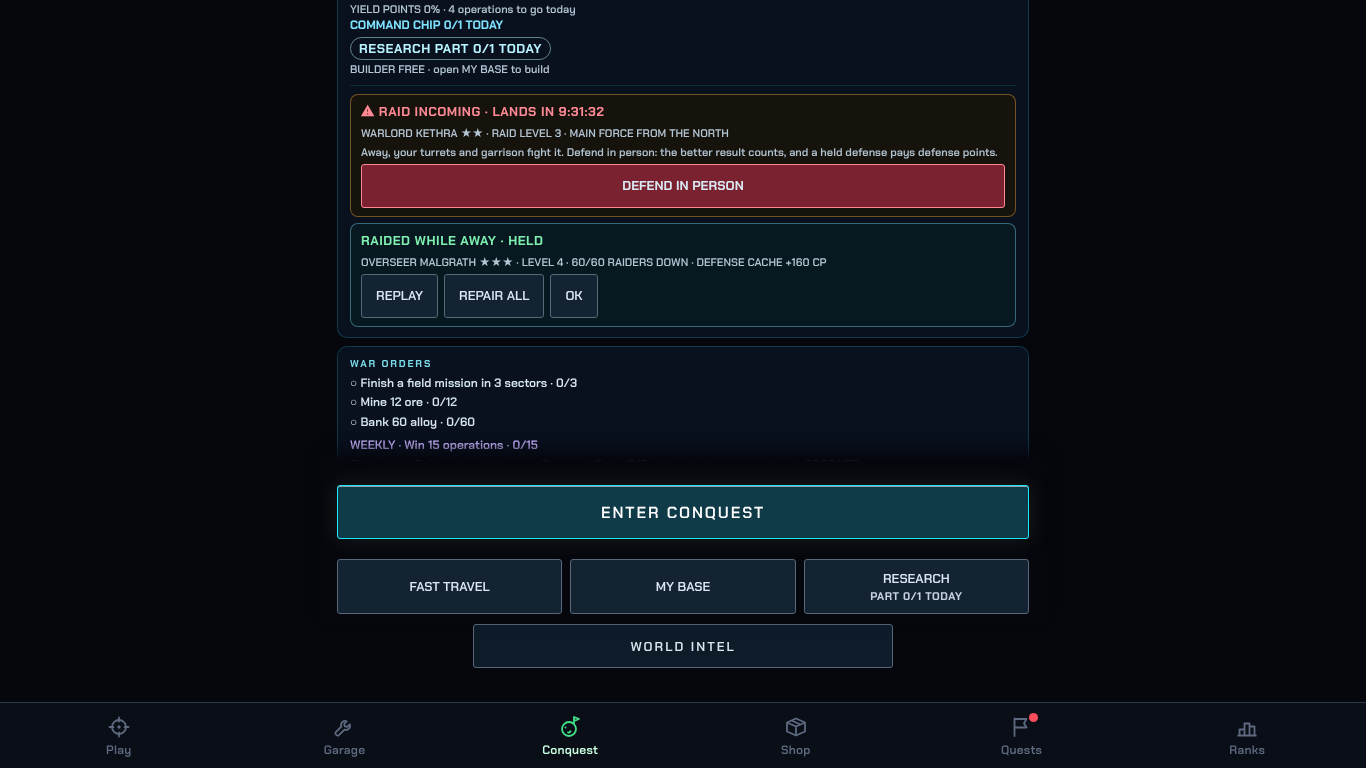 YIELD POINTS 0% · 4 operations to go today
COMMAND CHIP 0/1 TODAY
RESEARCH PART 0/1 TODAY
BUILDER FREE · open MY BASE to build
RAID INCOMING · LANDS IN 9:31:32
WARLORD KETHRA ★★ · RAID LEVEL 3 · MAIN FORCE FROM THE NORTH
Away, your turrets and garrison fight it. Defend in person: the better result counts, and a held defense pays defense points.
DEFEND IN PERSON
RAIDED WHILE AWAY · HELD
OVERSEER MALGRATH ★★★ · LEVEL 4 · 60/60 RAIDERS DOWN · DEFENSE CACHE +160 CP
REPLAY
REPAIR ALL
OK
WAR ORDERS
○ Finish a field mission in 3 sectors · 0/3
○ Mine 12 ore · 0/12
○ Bank 60 alloy · 0/60
WEEKLY · Win 15 operations · 0/15
ENTER CONQUEST
FAST TRAVEL
MY BASE
RESEARCH
PART 0/1 TODAY
WORLD INTEL
Play
Garage
Conquest
Shop
Quests
Ranks